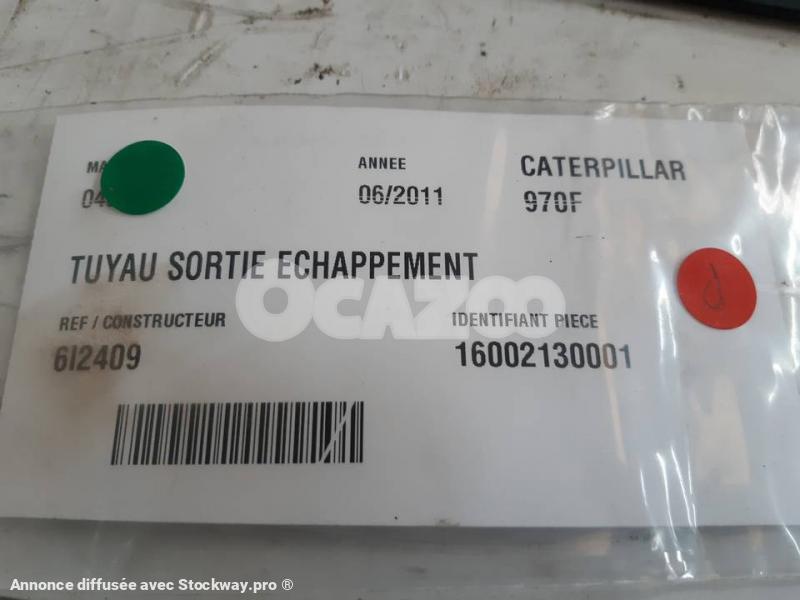 ANNEE
CATERPILLAR
06/2011
970F
TUYAU SORTIE ECHAPPEMENT
OCAZOO
REF / CONSTRUCTEUR
IDENTIFIANT PIECE
6I2409
16002130001
Annonce diffusée avec Stockway.pro ®